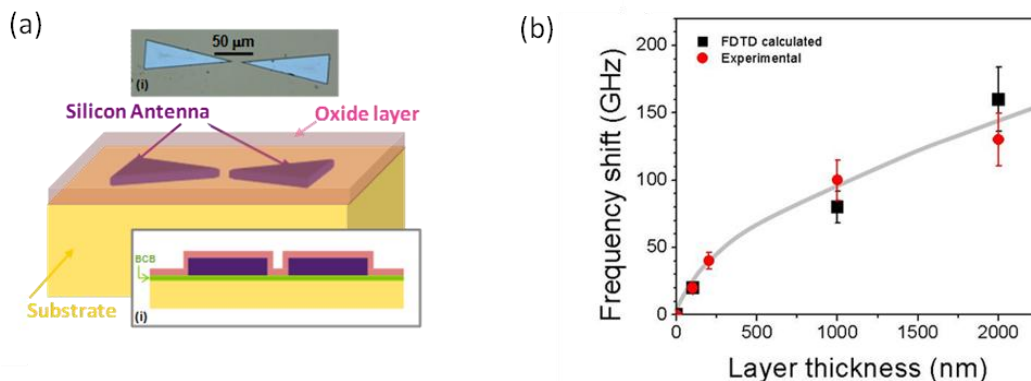 (a)
50 µm
(i)
Silicon Antenna
Oxide layer
BCB
Substrate
(i)
(b)
200
150
100
50
0
FDTD calculated
Experimental
Frequency shift (GHz)
0
500
1000
1500
2000
Layer thickness (nm)